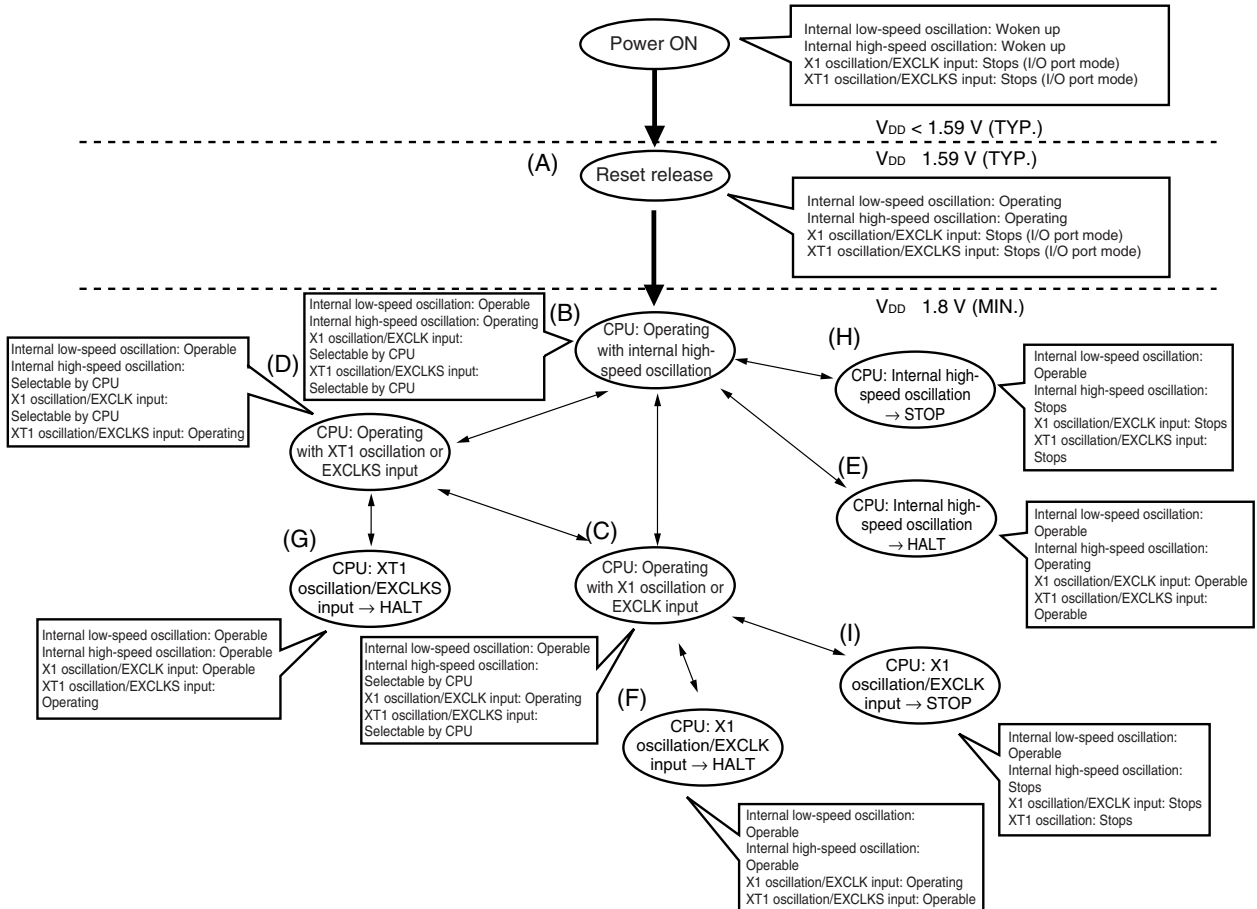 Power ON
Internal low-speed oscillation: Woken up
Internal high-speed oscillation: Woken up
X1 oscillation/EXCLK input: Stops (I/O port mode)
XT1 oscillation/EXCLKS input: Stops (I/O port mode)
VDD < 1.59 V (TYP.)
VDD 1.59 V (TYP.)
(A)
Reset release
Internal low-speed oscillation: Operating
Internal high-speed oscillation: Operating
X1 oscillation/EXCLK input: Stops (I/O port mode)
XT1 oscillation/EXCLKS input: Stops (I/O port mode)
VDD 1.8 V (MIN.)
Internal low-speed oscillation: Operable
Internal high-speed oscillation: Operating
X1 oscillation/EXCLK input:
Selectable by CPU
XT1 oscillation/EXCLKS input:
Selectable by CPU
(B)
CPU: Operating
with internal high-
speed oscillation
(H)
CPU: Internal high-
speed oscillation
→ STOP
Internal low-speed oscillation:
Operable
Internal high-speed oscillation:
Stops
X1 oscillation/EXCLK input: Stops
XT1 oscillation/EXCLKS input:
Stops
Internal low-speed oscillation: Operable
Internal high-speed oscillation:
Selectable by CPU
X1 oscillation/EXCLK input:
Selectable by CPU
XT1 oscillation/EXCLKS input: Operating
(D)
CPU: Operating
with XT1 oscillation or
EXCLKS input
(E)
CPU: Internal high-
speed oscillation
→ HALT
Internal low-speed oscillation:
Operable
Internal high-speed oscillation:
Operating
X1 oscillation/EXCLK input: Operable
XT1 oscillation/EXCLKS input:
Operable
(G)
CPU: XT1
oscillation/EXCLKS
input → HALT
Internal low-speed oscillation: Operable
Internal high-speed oscillation: Operable
X1 oscillation/EXCLK input: Operable
XT1 oscillation/EXCLKS input:
Operating
(C)
CPU: Operating
with X1 oscillation or
EXCLK input
Internal low-speed oscillation: Operable
Internal high-speed oscillation:
Selectable by CPU
X1 oscillation/EXCLK input: Operating
XT1 oscillation/EXCLKS input:
Selectable by CPU
(I)
CPU: X1
oscillation/EXCLK
input → STOP
Internal low-speed oscillation:
Operable
Internal high-speed oscillation:
Stops
X1 oscillation/EXCLK input: Stops
XT1 oscillation: Stops
(F)
CPU: X1
oscillation/EXCLK
input → HALT
Internal low-speed oscillation:
Operable
Internal high-speed oscillation:
Operable
X1 oscillation/EXCLK input: Operating
XT1 oscillation/EXCLKS input: Operable